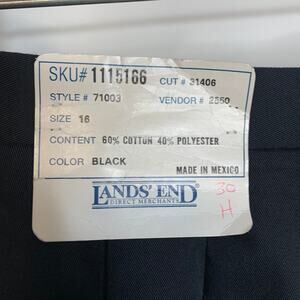 SKU# 1115166
CUT # 31406
STYLE # 71003
VENDOR # 2560
SIZE 16
CONTENT 60% COTTON 40% POLYESTER
COLOR BLACK
MADE IN MEXICO
LANDS' END
DIRECT MERCHANTS
30
H